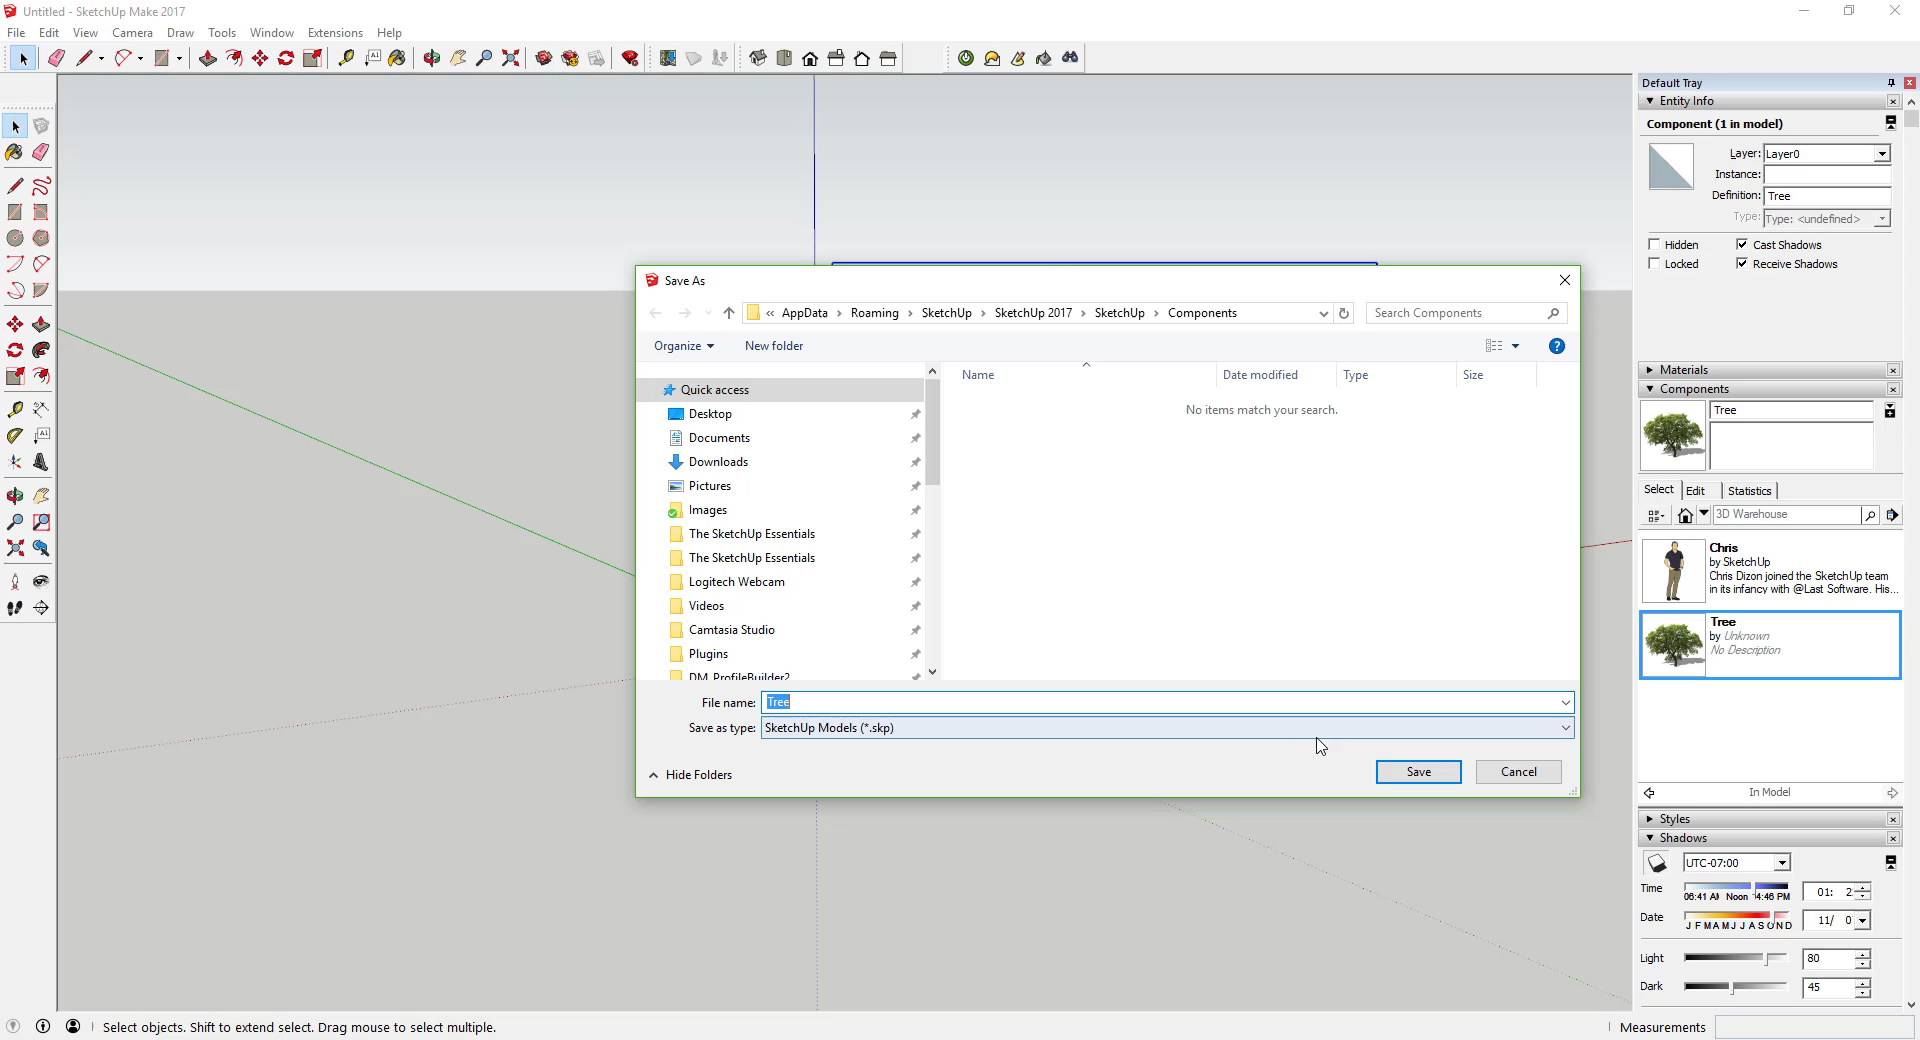 Untitled - SketchUp Make 2017
File Edit View Camera Draw Tools Window Extensions Help
Default Tray
Entity Info
Component (1 in model)
Layer: Layer0
Instance:
Definition: Tree
Type: Type: <undefined>
Hidden Cast Shadows
Locked Receive Shadows
Save As
« AppData › Roaming › SketchUp › SketchUp 2017 › SketchUp › Components
Search Components
Organize New folder
Quick access
Desktop
Documents
Downloads
Pictures
Images
The SketchUp Essentials
The SketchUp Essentials
Logitech Webcam
Videos
Camtasia Studio
Plugins
DM_ProfileBuilder2
Name Date modified Type Size
No items match your search.
File name: Tree
Save as type: SketchUp Models (*.skp)
Hide Folders
Save Cancel
Materials
Components
Tree
Select Edit Statistics
3D Warehouse
Chris
by SketchUp
Chris Dizon joined the SketchUp team
in its infancy with @Last Software. His...
Tree
by Unknown
No Description
In Model
Styles
Shadows
UTC-07:00
Time 01: 2
06:41 AM Noon 4:46 PM
Date 11/ 0
J F M A M J J A S O N D
Light 80
Dark 45
Select objects. Shift to extend select. Drag mouse to select multiple.
Measurements